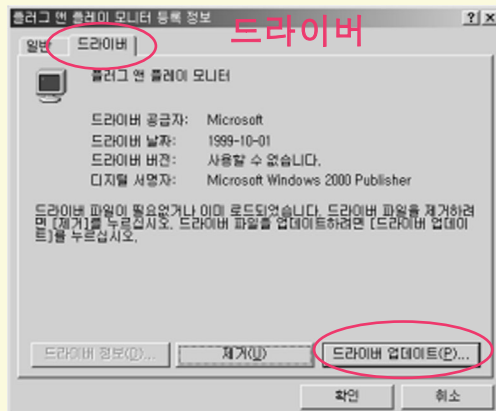 플러그 앤 플레이 모니터 등록 정보
드라이버
일반 드라이버
플러그 앤 플레이 모니터
드라이버 공급자: Microsoft
드라이버 날짜: 1999-10-01
드라이버 버전: 사용할 수 없습니다.
디지털 서명자: Microsoft Windows 2000 Publisher
드라이버 파일이 필요없거나 이미 로드되었습니다. 드라이버 파일을 제거하려
면 [제거]를 누르십시오. 드라이버 파일을 업데이트하려면 [드라이버 업데이
트]를 누르십시오.
드라이버 정보(D)... 제거(U) 드라이버 업데이트(P)...
확인 취소